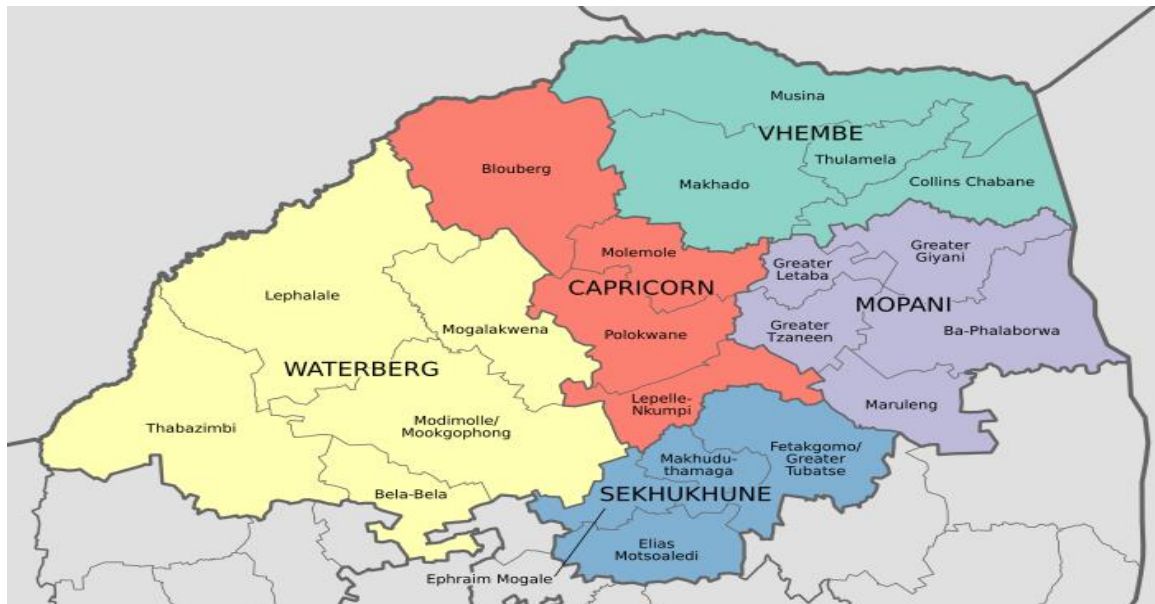 Musina
VHEMBE
Thulamela
Makhado
Collins Chabane
Blouberg
Molemole
CAPRICORN
Polokwane
Lepelle-
Nkumpi
Greater
Giyani
Greater
Letaba
MOPANI
Greater
Tzaneen
Ba-Phalaborwa
Maruleng
Lephalale
Mogalakwena
WATERBERG
Thabazimbi
Modimolle/
Mookgophong
Bela-Bela
Fetakgomo/
Greater
Tubatse
Makhudu-
thamaga
SEKHUKHUNE
Elias
Motsoaledi
Ephraim Mogale